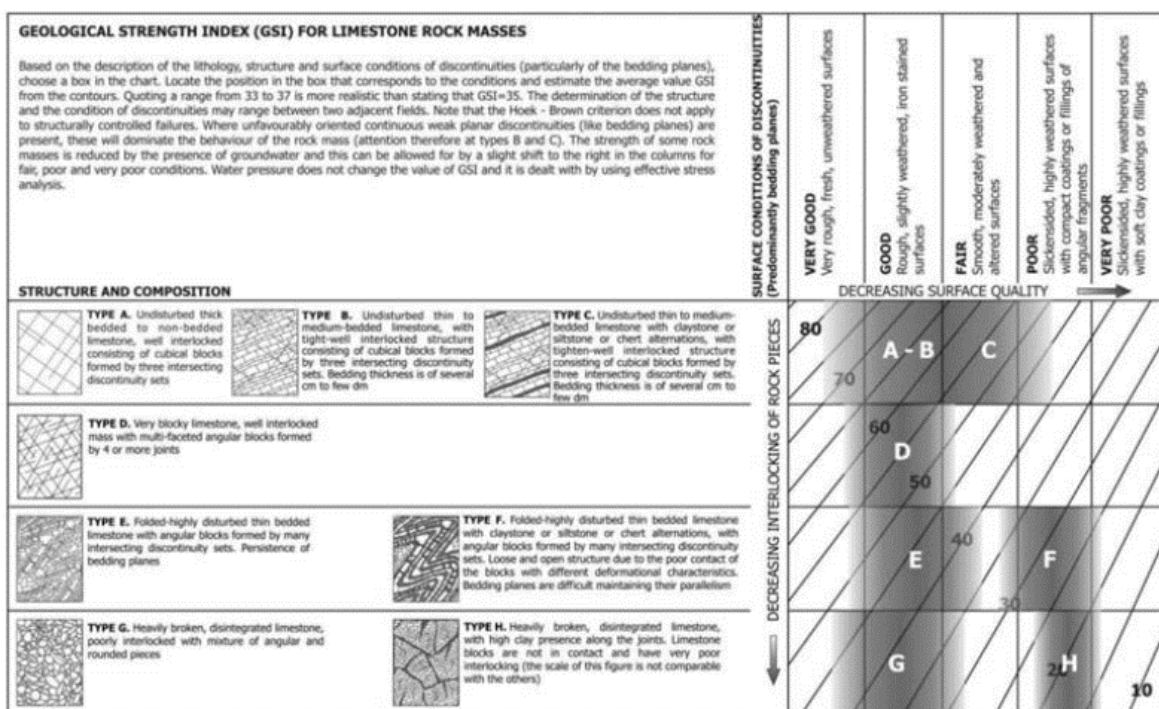 GEOLOGICAL STRENGTH INDEX (GSI) FOR LIMESTONE ROCK MASSES
Based on the description of the lithology, structure and surface conditions of discontinuities (particularly of the bedding planes),
choose a box in the chart. Locate the position in the box that corresponds to the conditions and estimate the average value GSI
from the contours. Quoting a range from 33 to 37 is more realistic than stating that GSI=35. The determination of the structure
and the condition of discontinuities may range between two adjacent fields. Note that the Hoek - Brown criterion does not apply
to structurally controlled failures. Where unfavourably oriented continuous weak planar discontinuities (like bedding planes) are
present, these will dominate the behaviour of the rock mass (attention therefore at types B and C). The strength of some rock
masses is reduced by the presence of groundwater and this can be allowed for by a slight shift to the right in the columns for
fair, poor and very poor conditions. Water pressure does not change the value of GSI and it is dealt with by using effective stress
analysis.
SURFACE CONDITIONS OF DISCONTINUITIES
(Predominantly bedding planes)
VERY GOOD
Very rough, fresh, unweathered surfaces
GOOD
Rough, slightly weathered, iron stained
surfaces
FAIR
Smooth, moderately weathered and
altered surfaces
POOR
Slickensided, highly weathered surfaces
with compact coatings or fillings of
angular fragments
VERY POOR
Slickensided, highly weathered surfaces
with soft clay coatings or fillings
STRUCTURE AND COMPOSITION
DECREASING SURFACE QUALITY
TYPE A. Undisturbed thick
bedded to non-bedded
limestone, well interlocked
consisting of cubical blocks
formed by three intersecting
discontinuity sets
TYPE B. Undisturbed thin to
medium-bedded limestone, with
tight-well interlocked structure
consisting of cubical blocks formed
by three intersecting discontinuity
sets. Bedding thickness is of several
cm to few dm
TYPE C. Undisturbed thin to medium-
bedded limestone with claystone or
siltstone or chert alternations, with
tighten-well interlocked structure
consisting of cubical blocks formed by
three intersecting discontinuity sets.
Bedding thickness is of several cm to
few dm
DECREASING INTERLOCKING OF ROCK PIECES
80
A - B
C
70
TYPE D. Very blocky limestone, well interlocked
mass with multi-faceted angular blocks formed
by 4 or more joints
60
D
50
TYPE E. Folded-highly disturbed thin bedded
limestone with angular blocks formed by many
intersecting discontinuity sets. Persistence of
bedding planes
TYPE F. Folded-highly disturbed thin bedded limestone
with claystone or siltstone or chert alternations, with
angular blocks formed by many intersecting discontinuity
sets. Loose and open structure due to the poor contact of
the blocks with different deformational characteristics.
Bedding planes are difficult maintaining their parallelism
E
40
F
30
TYPE G. Heavily broken, disintegrated limestone,
poorly interlocked with mixture of angular and
rounded pieces
TYPE H. Heavily broken, disintegrated limestone,
with high clay presence along the joints. Limestone
blocks are not in contact and have very poor
interlocking (the scale of this figure is not comparable
with the others)
G
20
H
10